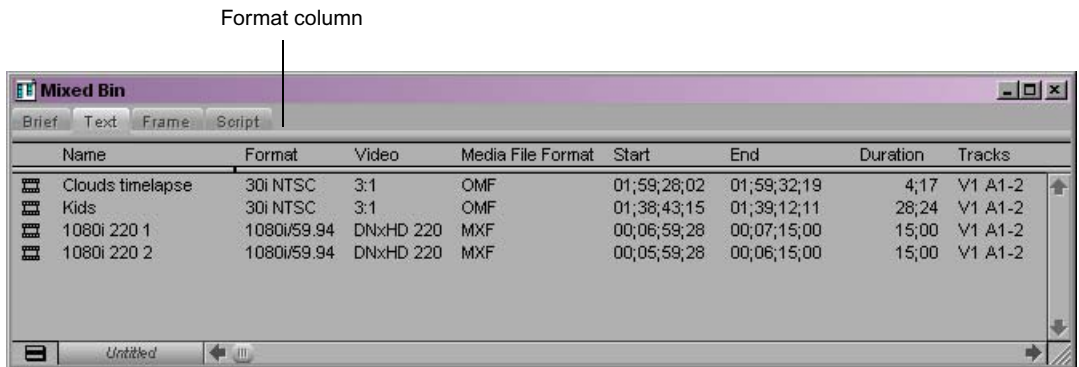 Format column
Mixed Bin
Brief Text Frame Script
Name Format Video Media File Format Start End Duration Tracks
Clouds timelapse 30i NTSC 3:1 OMF 01;59;28;02 01;59;32;19 4;17 V1 A1-2
Kids 30i NTSC 3:1 OMF 01;38;43;15 01;39;12;11 28;24 V1 A1-2
1080i 220 1 1080i/59.94 DNxHD 220 MXF 00;06;59;28 00;07;15;00 15;00 V1 A1-2
1080i 220 2 1080i/59.94 DNxHD 220 MXF 00;05;59;28 00;06;15;00 15;00 V1 A1-2
Untitled